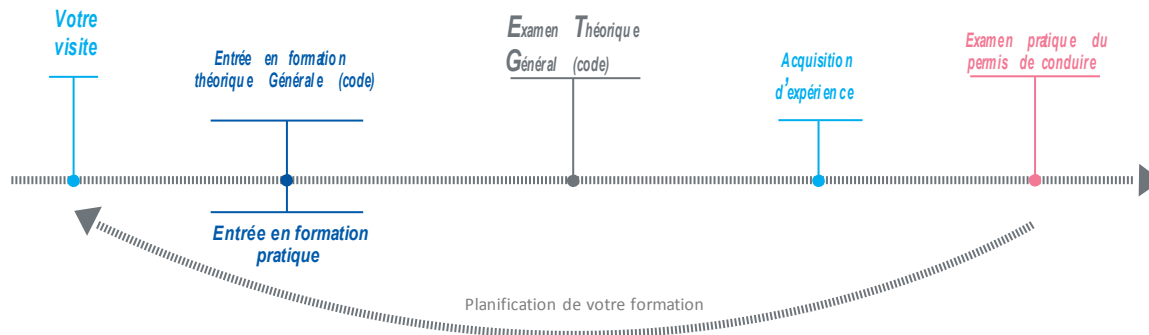 Votre
visite
Entrée en formation
théorique Générale (code)
Examen Théorique
Général (code)
Acquisition
d'expérience
Examen pratique du
permis de conduire
Entrée en formation
pratique
Planification de votre formation